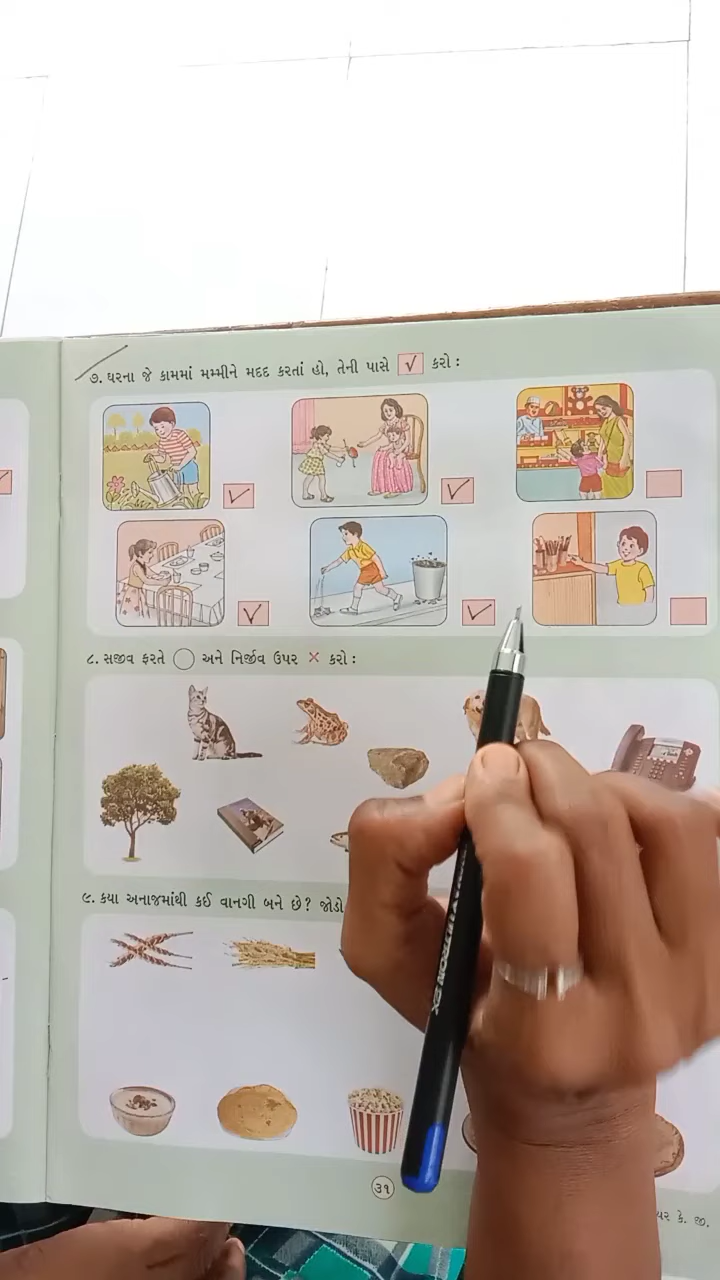 ૭. ઘરના જે કામમાં મમ્મીને મદદ કરતાં હો, તેની પાસે ✓ કરો :
૮. સજીવ ફરતે ◯ અને નિર્જીવ ઉપર × કરો :
૯. કયા અનાજમાંથી કઈ વાનગી બને છે? જોડો
૩૧
કે. જી.